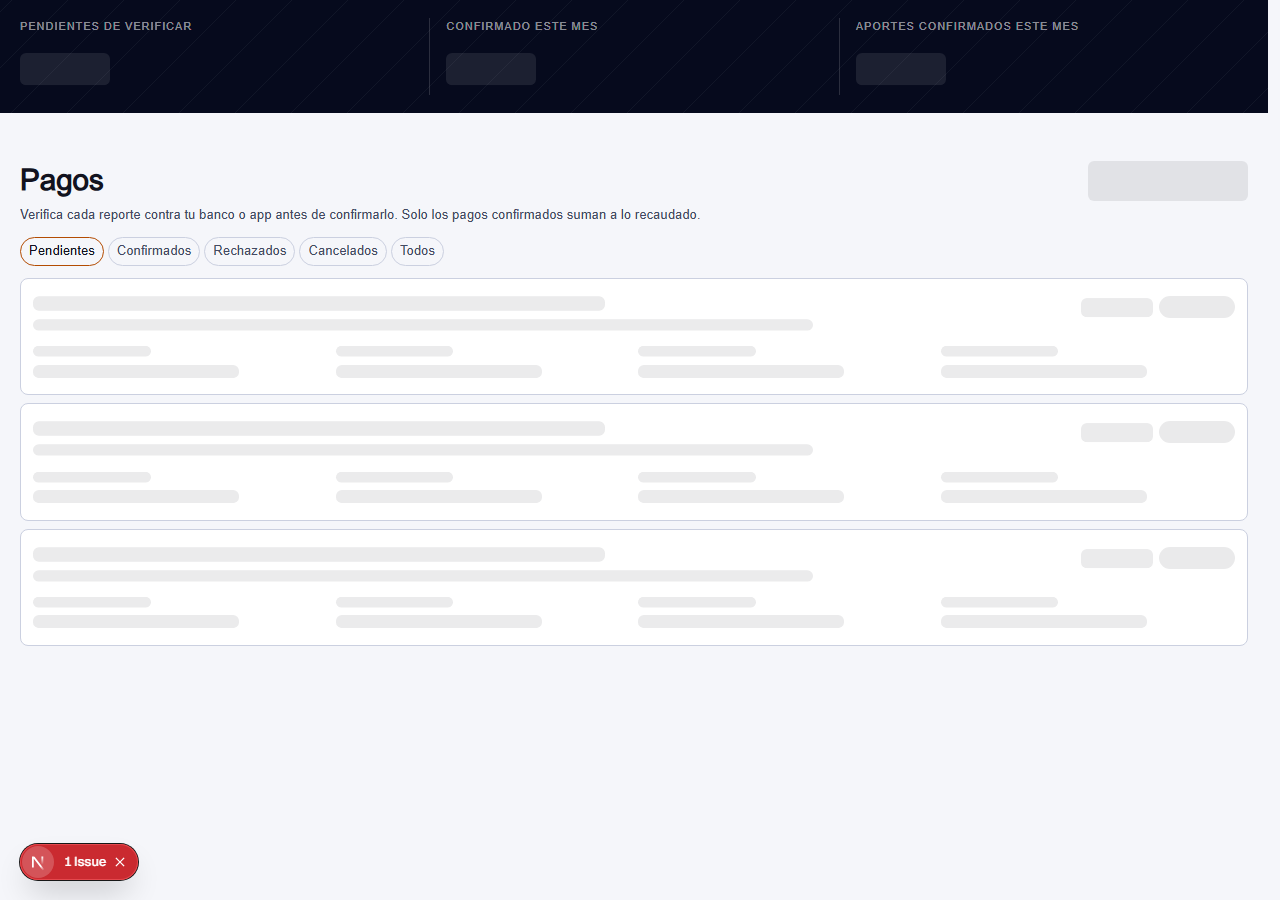 PENDIENTES DE VERIFICAR
CONFIRMADO ESTE MES
APORTES CONFIRMADOS ESTE MES
Pagos
Verifica cada reporte contra tu banco o app antes de confirmarlo. Solo los pagos confirmados suman a lo recaudado.
Pendientes
Confirmados
Rechazados
Cancelados
Todos
N
1 Issue